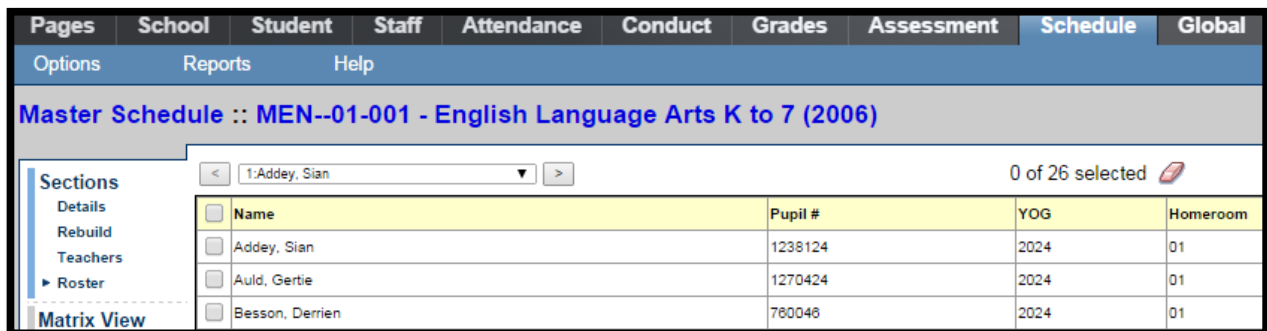 Pages School Student Staff Attendance Conduct Grades Assessment Schedule Global
Options Reports Help
Master Schedule :: MEN--01-001 - English Language Arts K to 7 (2006)
Sections
Details
Rebuild
Teachers
Roster
Matrix View
< 1:Addey, Sian > 0 of 26 selected
Name Pupil # YOG Homeroom
Addey, Sian 1238124 2024 01
Auld, Gertie 1270424 2024 01
Besson, Derrien 760046 2024 01